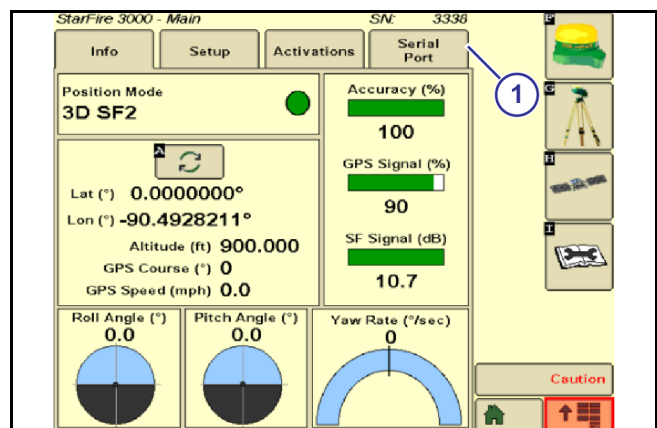 StarFire 3000 - Main SN: 3338
Info Setup Activations Serial Port
1
F
Position Mode
3D SF2
Accuracy (%)
100
G
A
Lat (°) 0.0000000°
Lon (°) -90.4928211°
Altitude (ft) 900.000
GPS Course (°) 0
GPS Speed (mph) 0.0
GPS Signal (%)
90
SF Signal (dB)
10.7
H
I
Roll Angle (°)
0.0
Pitch Angle (°)
0.0
Yaw Rate (°/sec)
0
Caution